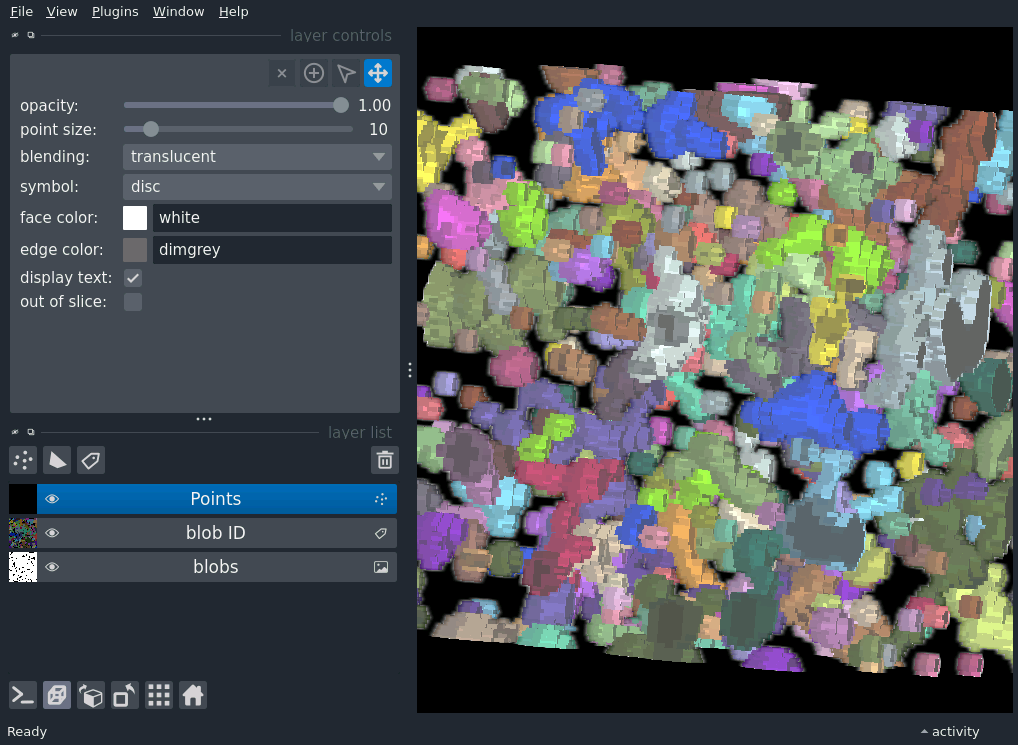 File View Plugins Window Help
layer controls
opacity: 1.00
point size: 10
blending: translucent
symbol: disc
face color: white
edge color: dimgrey
display text:
out of slice:
layer list
Points
blob ID
blobs
Ready
activity